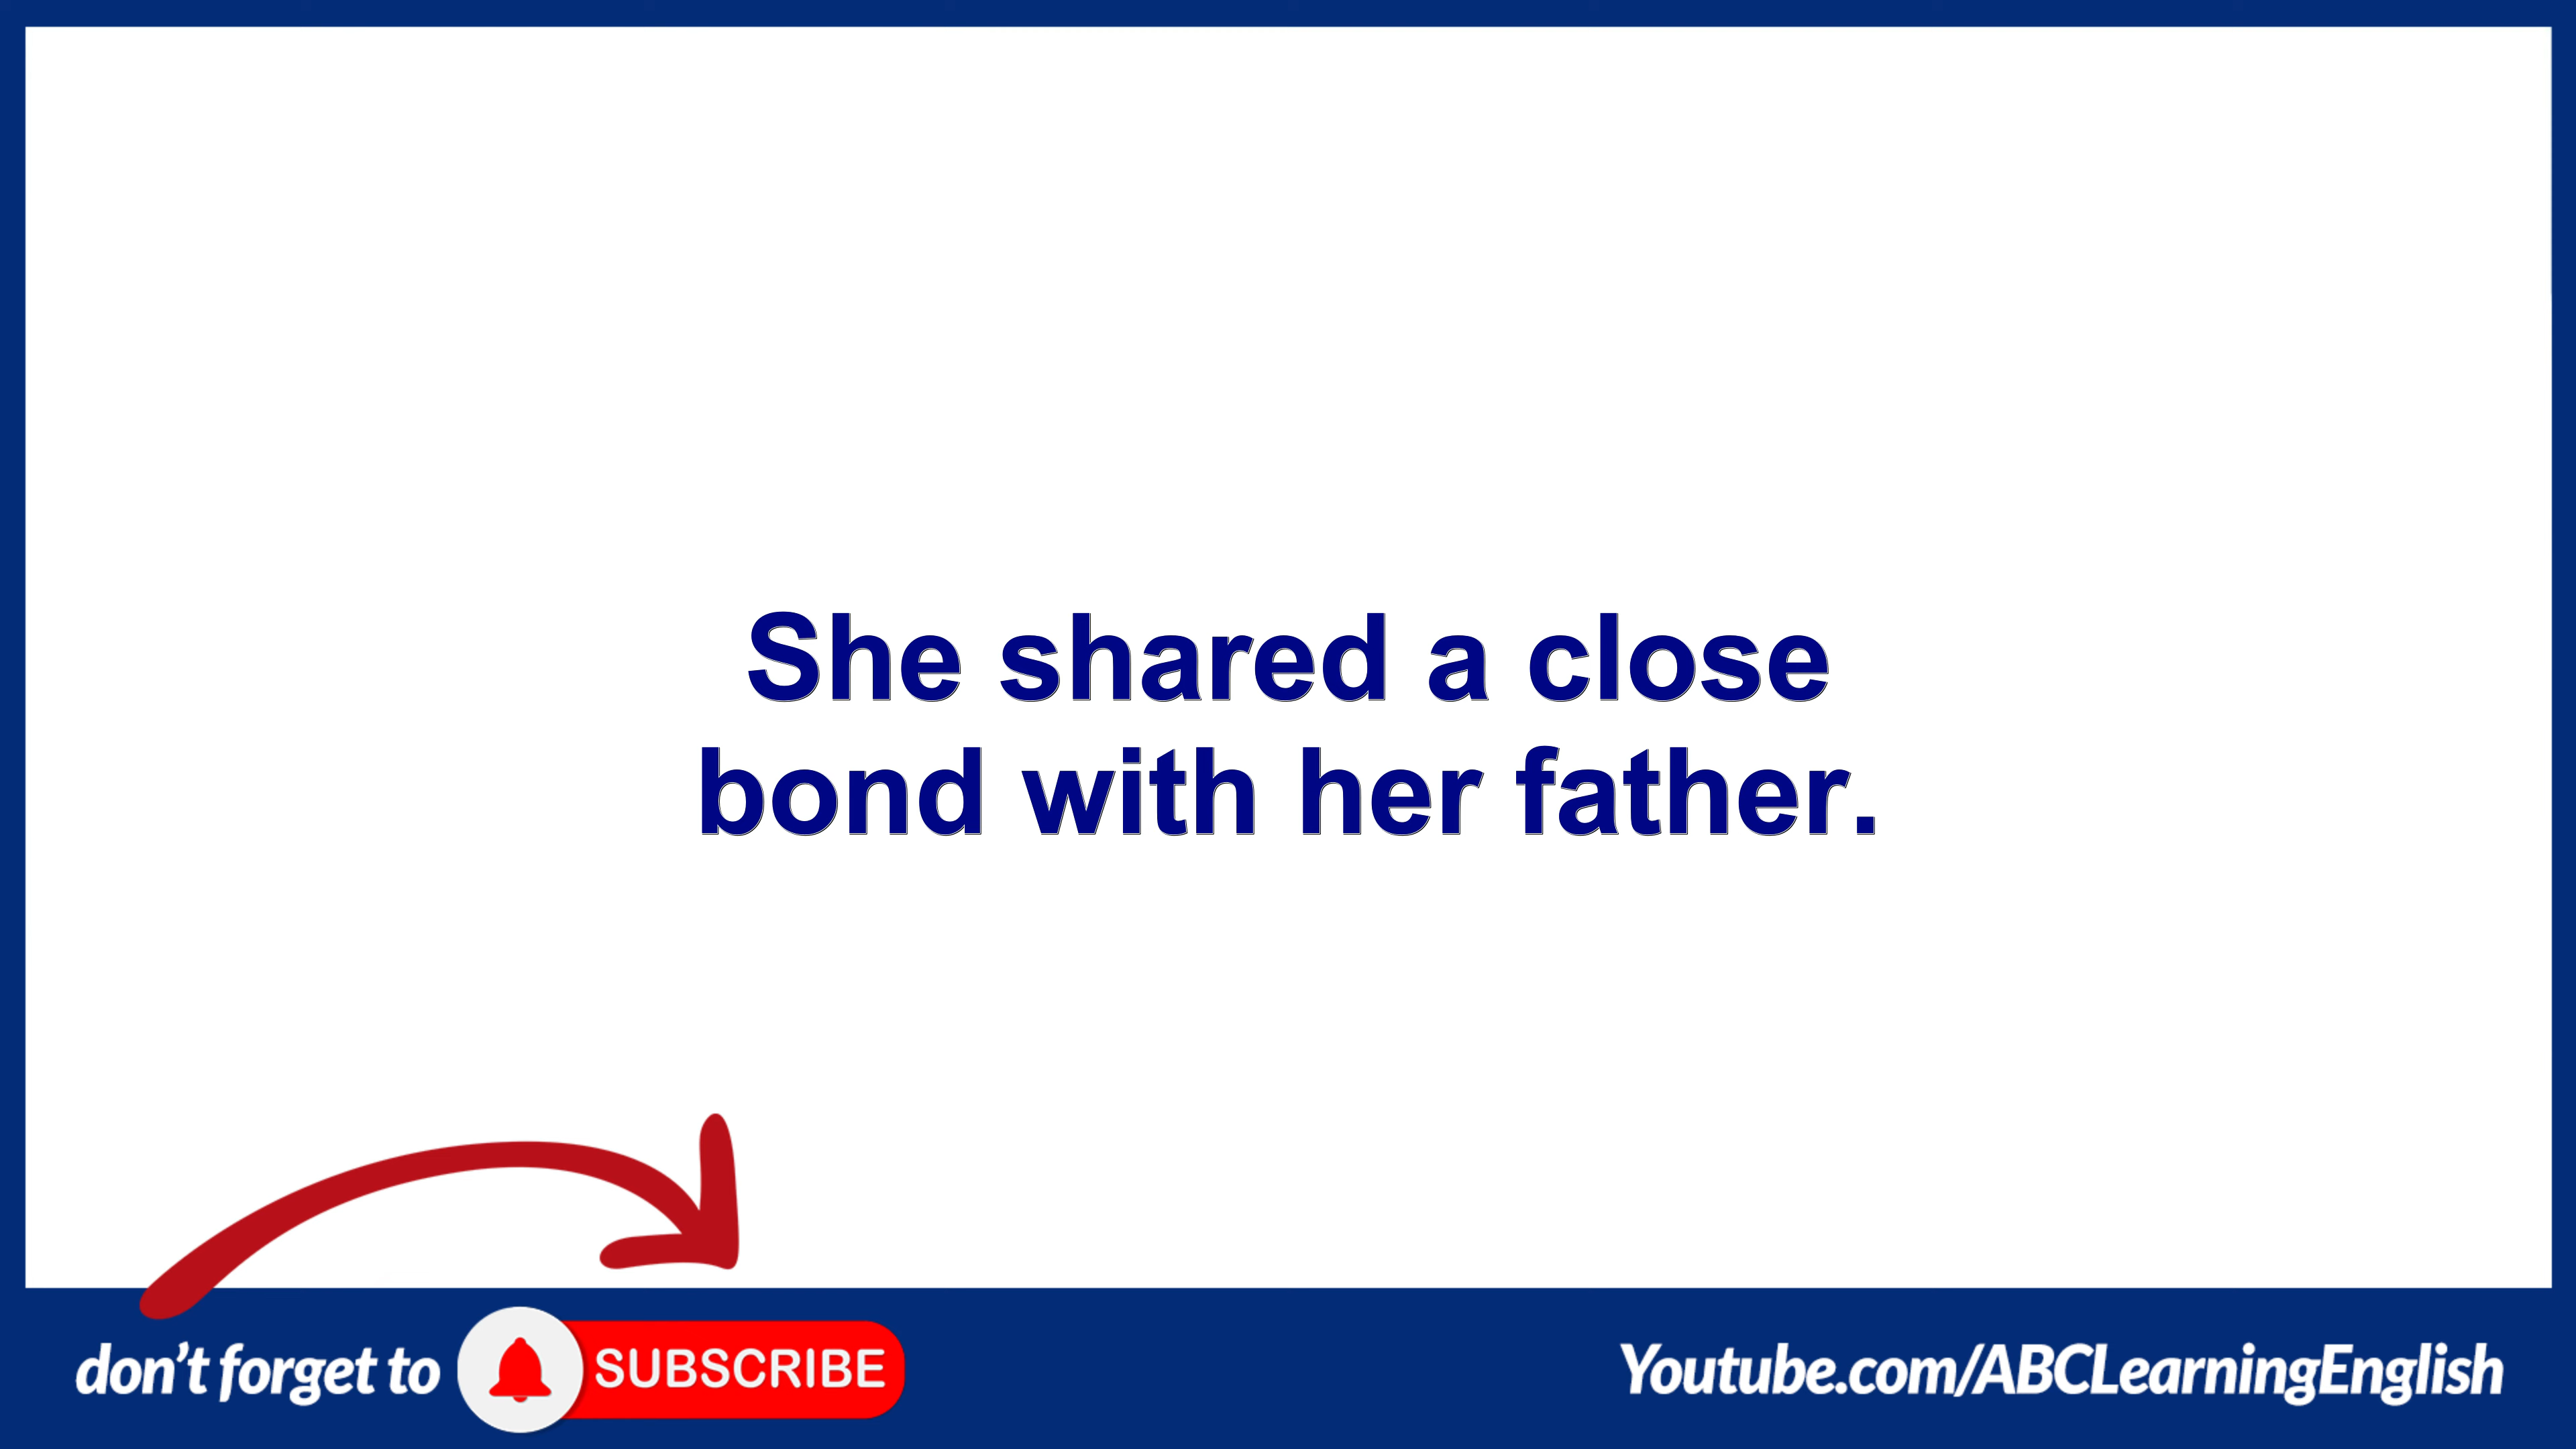 She shared a close
bond with her father.
don't forget to SUBSCRIBE
Youtube.com/ABCLearningEnglish